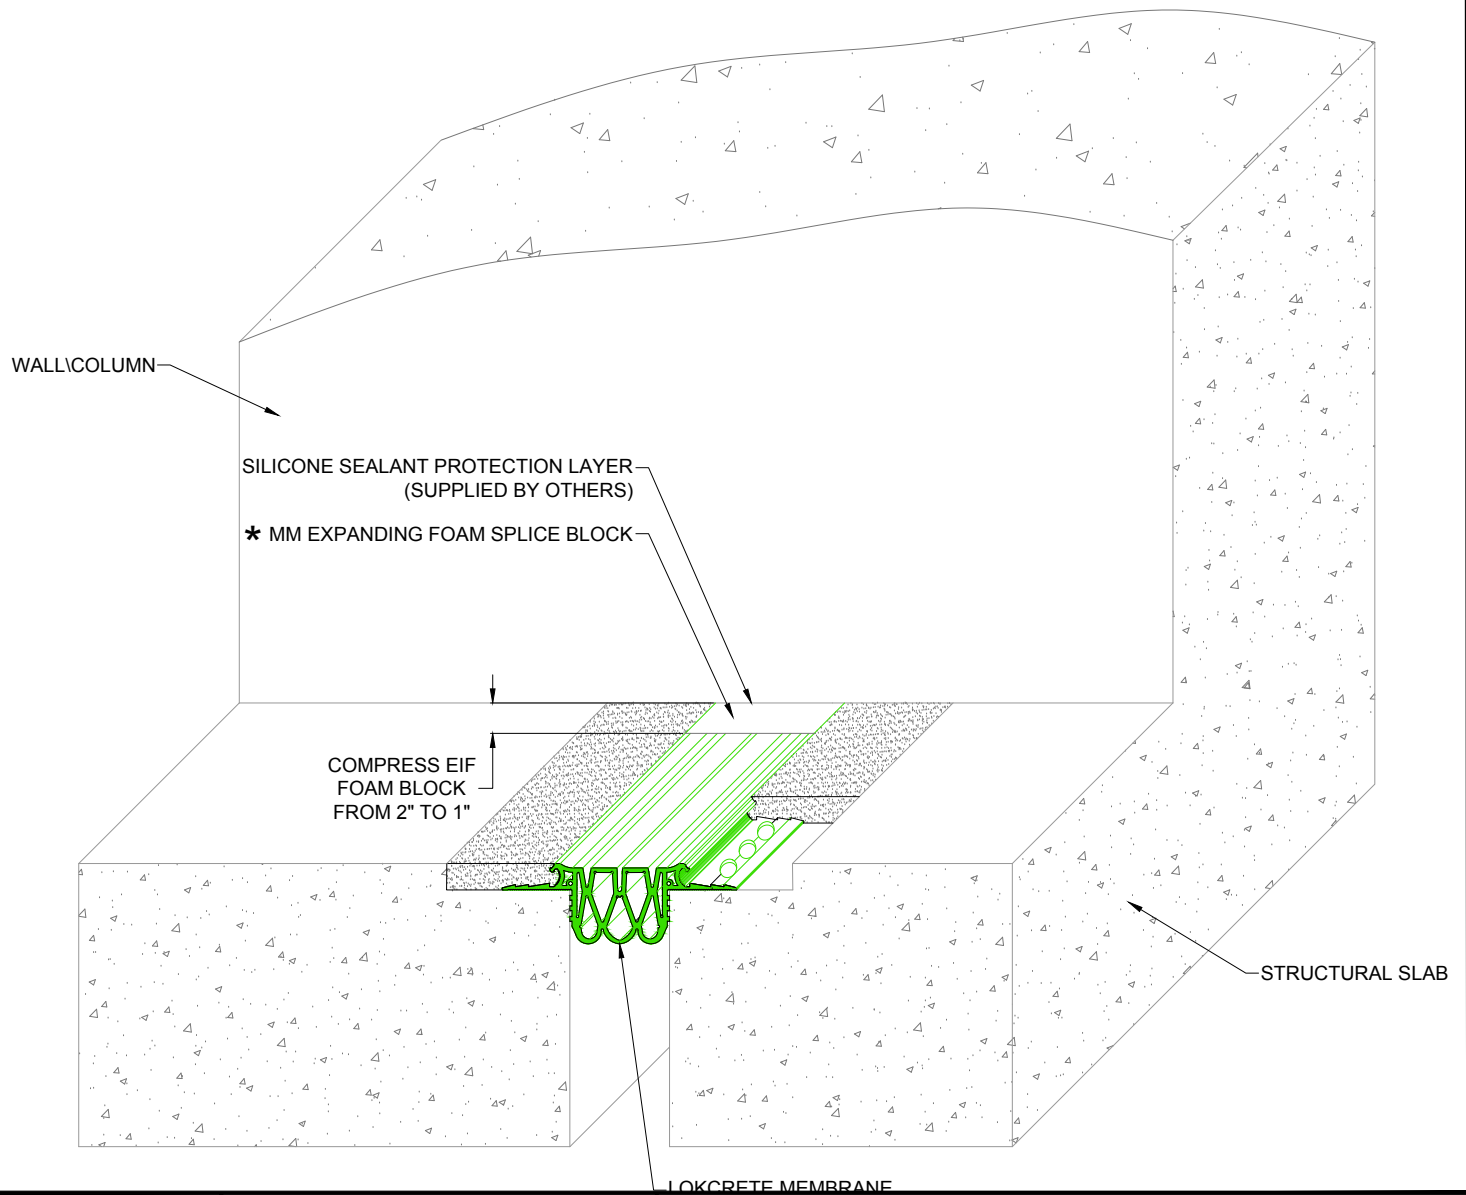 WALL\COLUMN
SILICONE SEALANT PROTECTION LAYER
(SUPPLIED BY OTHERS)
* MM EXPANDING FOAM SPLICE BLOCK
COMPRESS EIF
FOAM BLOCK
FROM 2" TO 1"
STRUCTURAL SLAB
LOKCRETE MEMBRANE